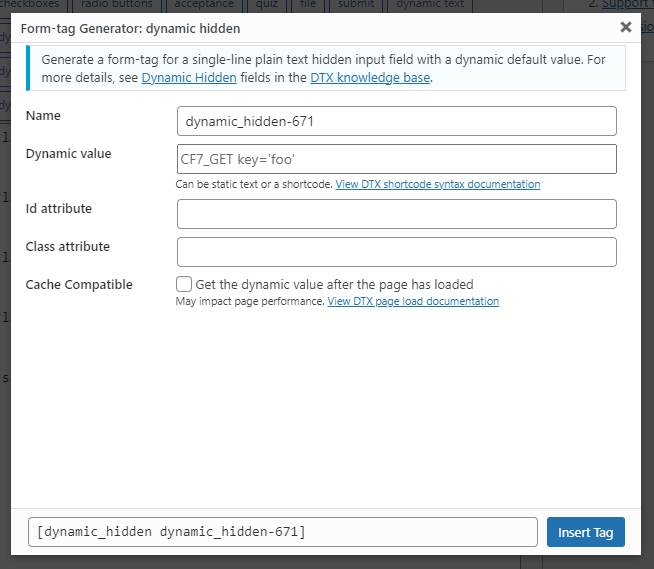 checkboxes radio buttons acceptance quiz file submit dynamic text
2. Support f
Form-tag Generator: dynamic hidden
Generate a form-tag for a single-line plain text hidden input field with a dynamic default value. For
more details, see Dynamic Hidden fields in the DTX knowledge base.
Name
dynamic_hidden-671
Dynamic value
CF7_GET key='foo'
Can be static text or a shortcode. View DTX shortcode syntax documentation
Id attribute
Class attribute
Cache Compatible
Get the dynamic value after the page has loaded
May impact page performance. View DTX page load documentation
[dynamic_hidden dynamic_hidden-671]
Insert Tag